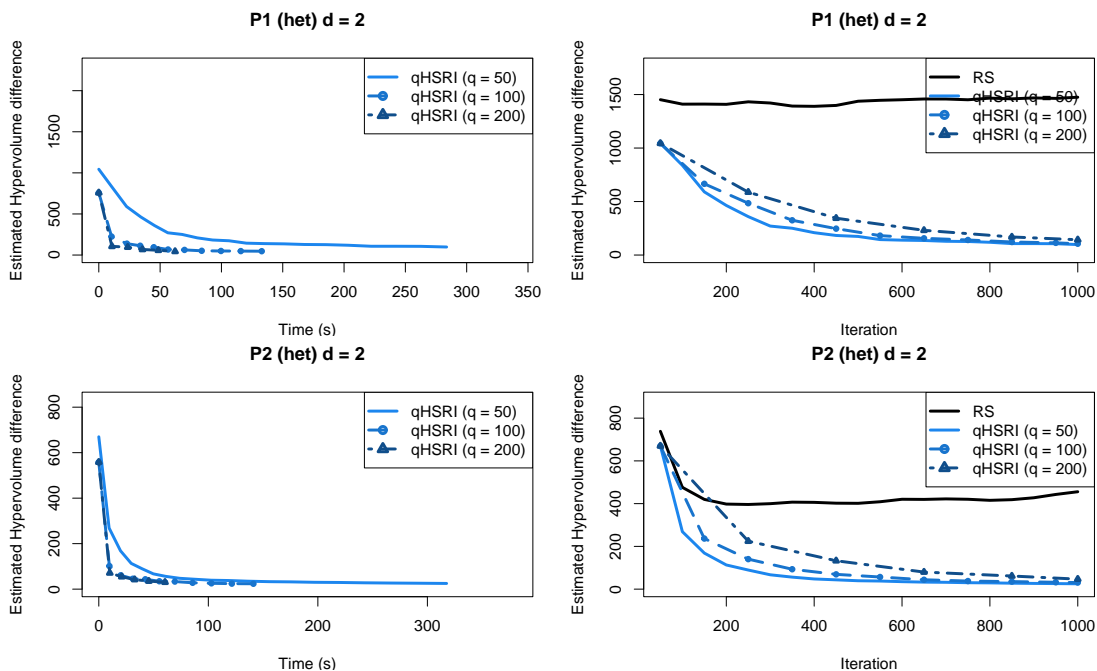 P1 (het) d = 2
Estimated Hypervolume difference
0
500
1500
0
50
100
150
200
250
300
350
Time (s)
qHSRI (q = 50)
qHSRI (q = 100)
qHSRI (q = 200)
P1 (het) d = 2
Estimated Hypervolume difference
0
500
1000
1500
200
400
600
800
1000
Iteration
RS
qHSRI (q = 50)
qHSRI (q = 100)
qHSRI (q = 200)
P2 (het) d = 2
Estimated Hypervolume difference
0
200
400
600
800
0
100
200
300
Time (s)
qHSRI (q = 50)
qHSRI (q = 100)
qHSRI (q = 200)
P2 (het) d = 2
Estimated Hypervolume difference
0
200
400
600
800
200
400
600
800
1000
Iteration
RS
qHSRI (q = 50)
qHSRI (q = 100)
qHSRI (q = 200)